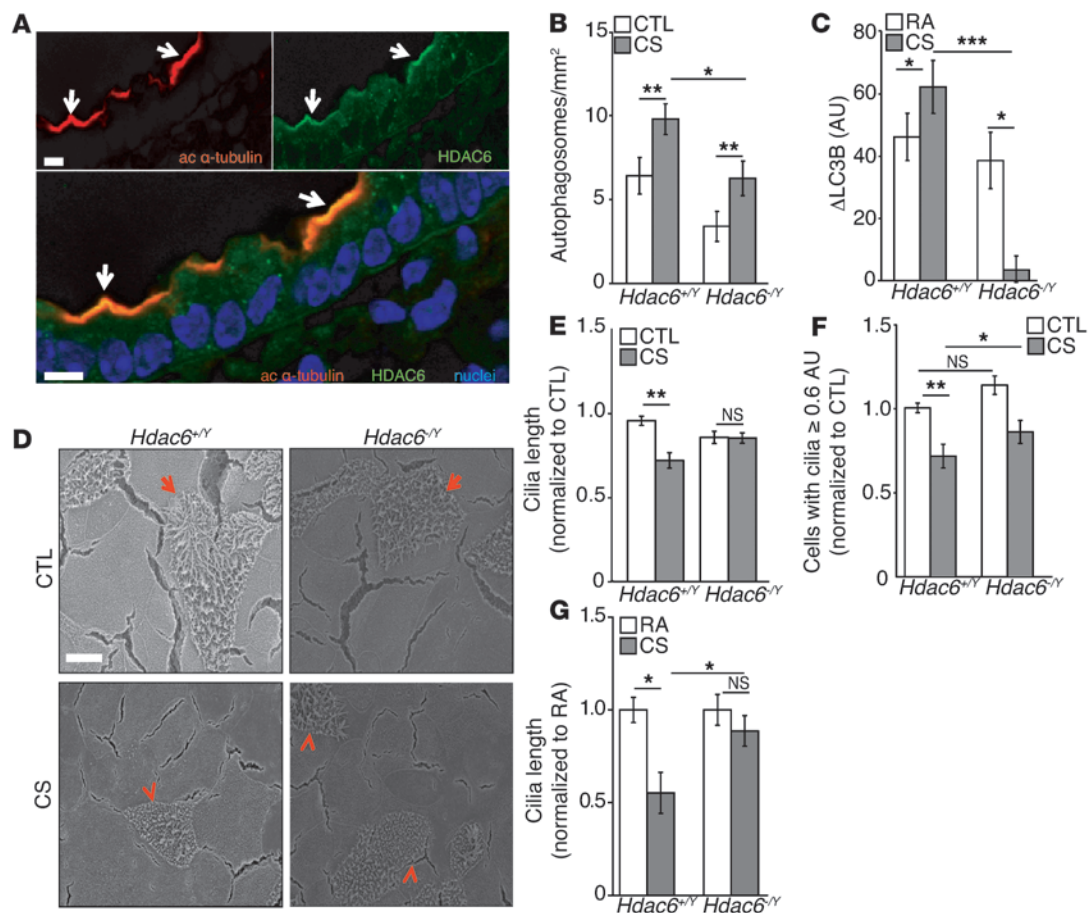 A
ac α-tubulin
HDAC6
ac α-tubulin HDAC6 nuclei
B
CTL
CS
Autophagosomes/mm²
10
5
0
**
*
**
Hdac6+/Y Hdac6-/Y
C
RA
CS
ΔLC3B (AU)
80
60
40
20
0
*
***
*
Hdac6+/Y Hdac6-/Y
D
Hdac6+/Y Hdac6-/Y
CTL
CS
E
CTL
CS
Cilia length
(normalized to CTL)
1.5
1.0
0.5
0
**
NS
Hdac6+/Y Hdac6-/Y
F
CTL
CS
Cells with cilia ≥ 0.6 AU
(normalized to CTL)
1.5
1.0
0.5
0
NS
**
*
Hdac6+/Y Hdac6-/Y
G
RA
CS
Cilia length
(normalized to RA)
1.5
1.0
0.5
0
*
*
NS
Hdac6+/Y Hdac6-/Y